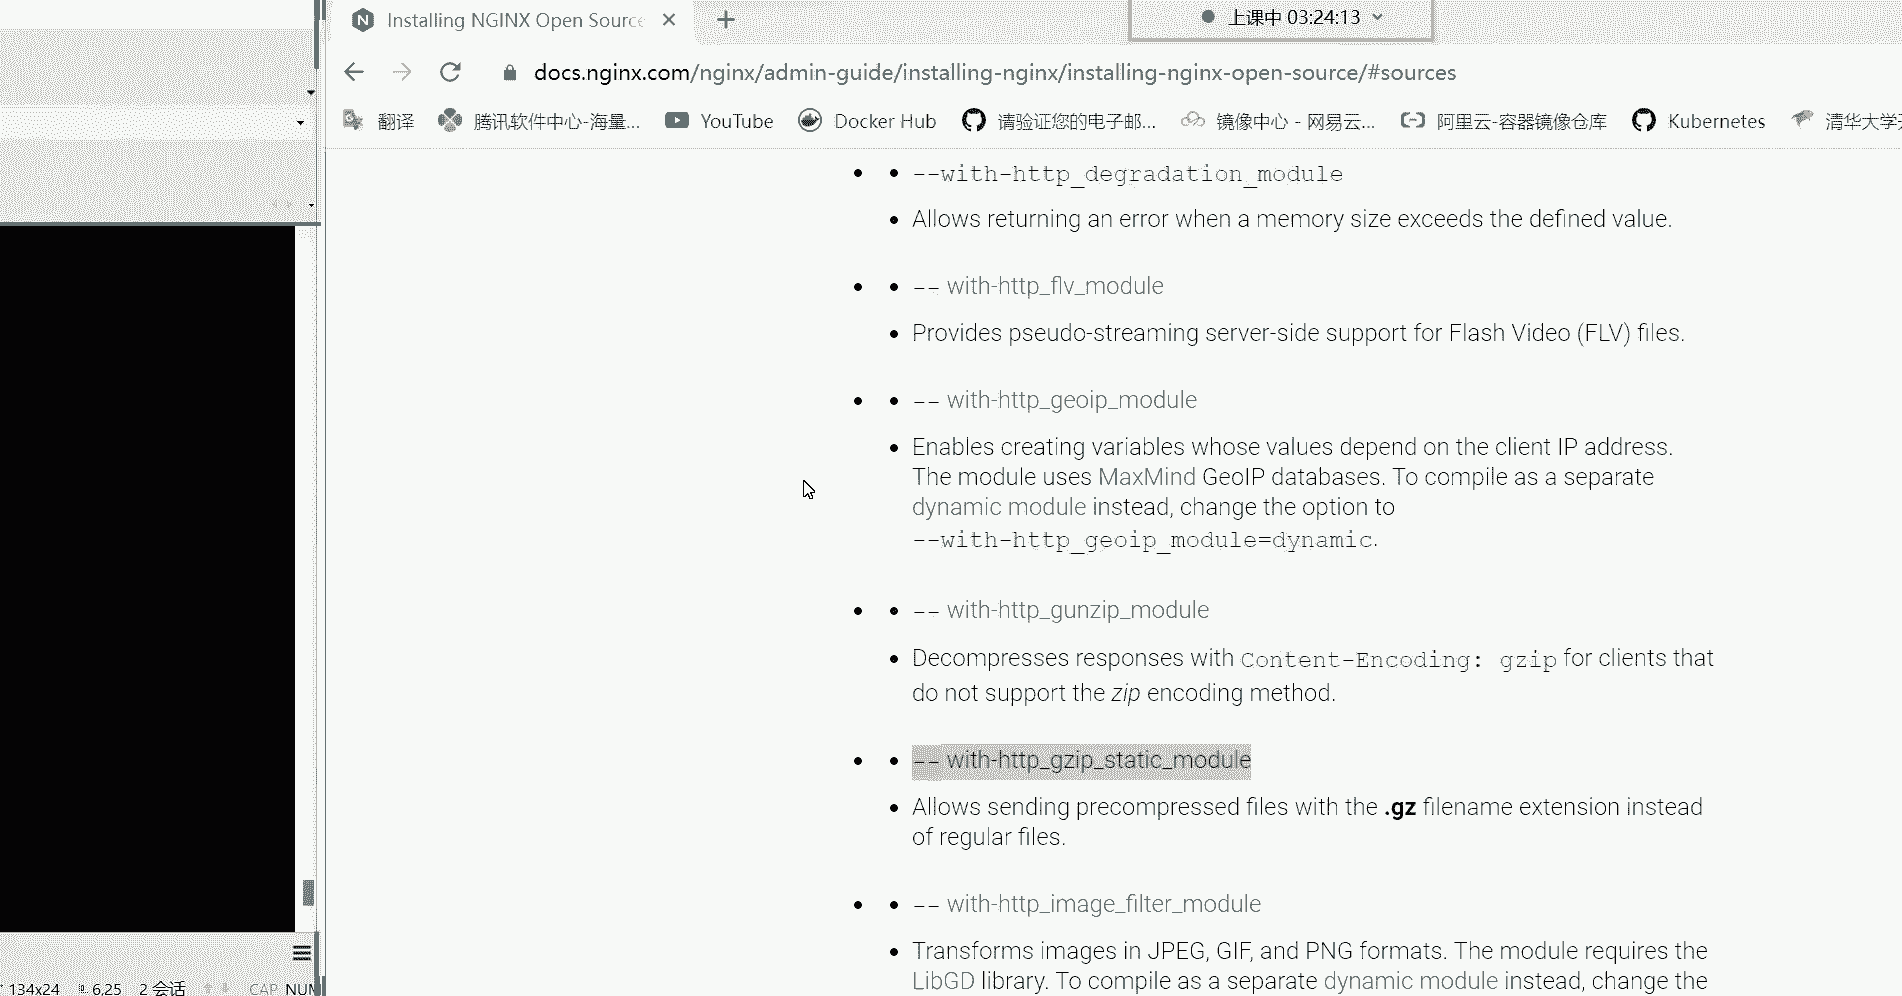 Installing NGINX Open Source
上课中 03:24:13
docs.nginx.com/nginx/admin-guide/installing-nginx/installing-nginx-open-source/#sources
翻译 腾讯软件中心-海量... YouTube Docker Hub 请验证您的电子邮... 镜像中心 - 网易云... 阿里云-容器镜像仓库 Kubernetes 清华大学
--with-http_degradation_module
Allows returning an error when a memory size exceeds the defined value.
-- with-http_flv_module
Provides pseudo-streaming server-side support for Flash Video (FLV) files.
-- with-http_geoip_module
Enables creating variables whose values depend on the client IP address.
The module uses MaxMind GeoIP databases. To compile as a separate
dynamic module instead, change the option to
--with-http_geoip_module=dynamic.
-- with-http_gunzip_module
Decompresses responses with Content-Encoding: gzip for clients that
do not support the zip encoding method.
-- with-http_gzip_static_module
Allows sending precompressed files with the .gz filename extension instead
of regular files.
-- with-http_image_filter_module
Transforms images in JPEG, GIF, and PNG formats. The module requires the
LibGD library. To compile as a separate dynamic module instead, change the
134x24 6,25 2 会话 CAP NUM